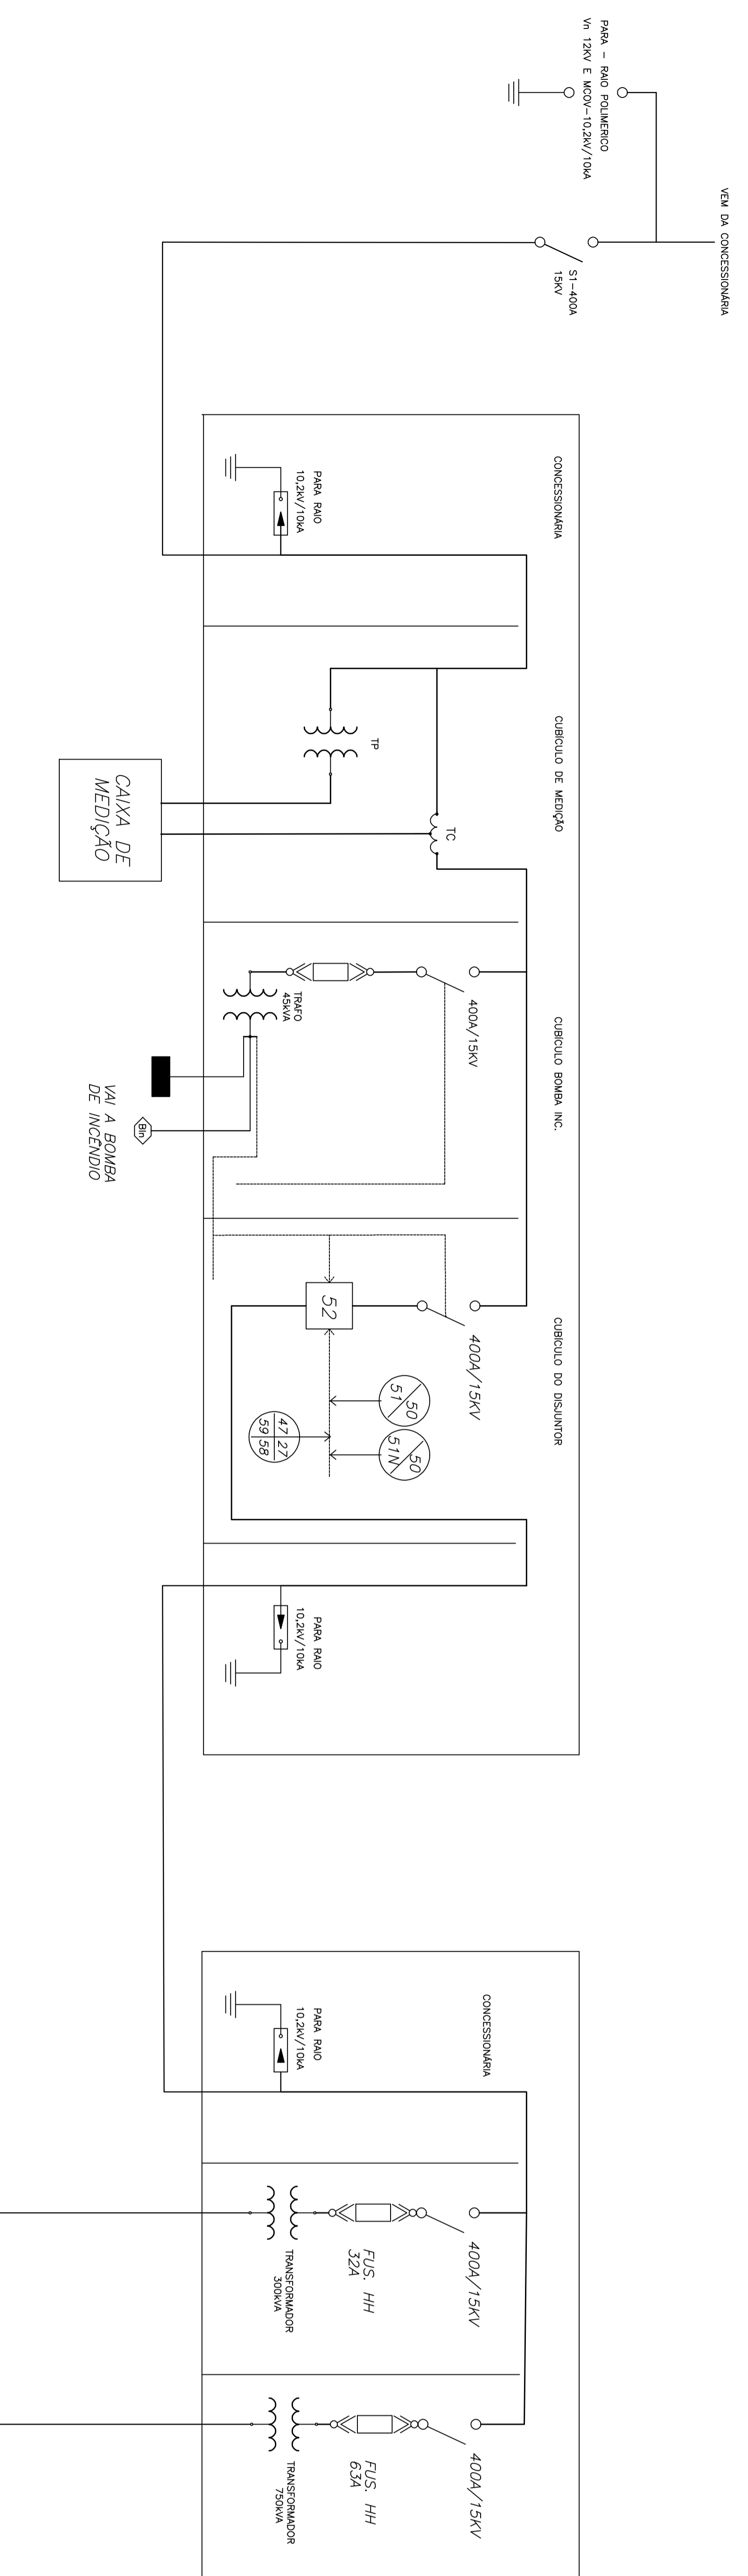 VEM DA CONCESSIONÁRIA
PARA - RAIO POLIMERICO
Vn 12KV E MCOV-10,2kV/10kA
S1-400A
15KV
CONCESSIONÁRIA
PARA RAIO
10,2kV/10kA
CUBÍCULO DE MEDIÇÃO
TP
TC
CAIXA DE
MEDIÇÃO
CUBÍCULO BOMBA INC.
400A/15KV
TRAFO
45kVA
BIn
VAI A BOMBA
DE INCÊNDIO
CUBÍCULO DO DISJUNTOR
400A/15KV
52
50
51
50
51N
47 27
59 58
PARA RAIO
10,2kV/10kA
CONCESSIONÁRIA
PARA RAIO
10,2kV/10kA
400A/15KV
FUS. HH
32A
TRANSFORMADOR
300kVA
400A/15KV
FUS. HH
63A
TRANSFORMADOR
750kVA